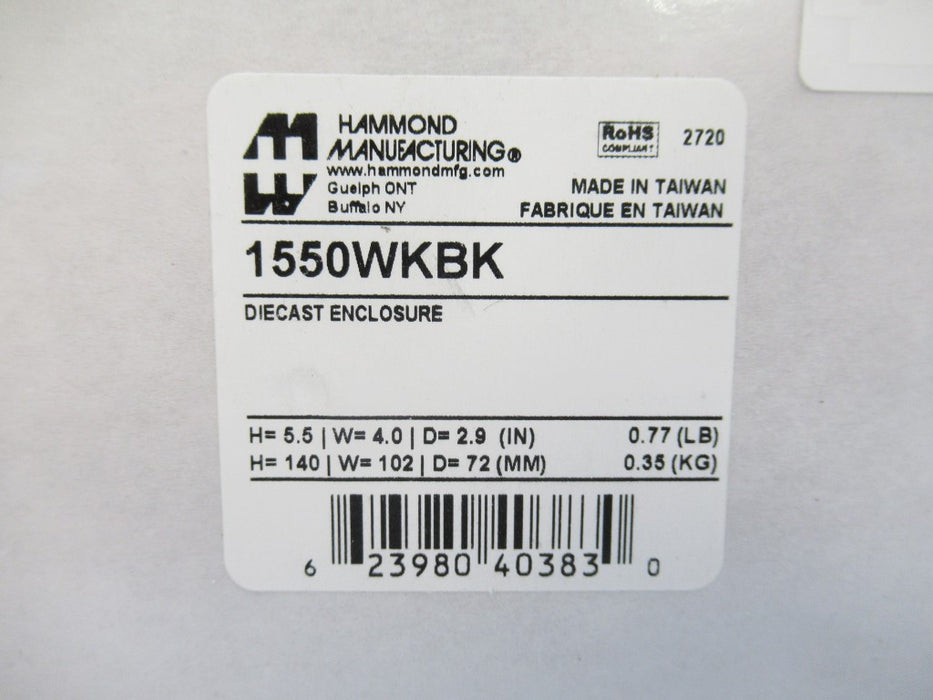 HAMMOND
MANUFACTURING®
www.hammondmfg.com
Guelph ONT
Buffalo NY
RoHS
COMPLIANT
2720
MADE IN TAIWAN
FABRIQUE EN TAIWAN
1550WKBK
DIECAST ENCLOSURE
H= 5.5 | W= 4.0 | D= 2.9 (IN) 0.77 (LB)
H= 140 | W= 102 | D= 72 (MM) 0.35 (KG)
6 23980 40383 0